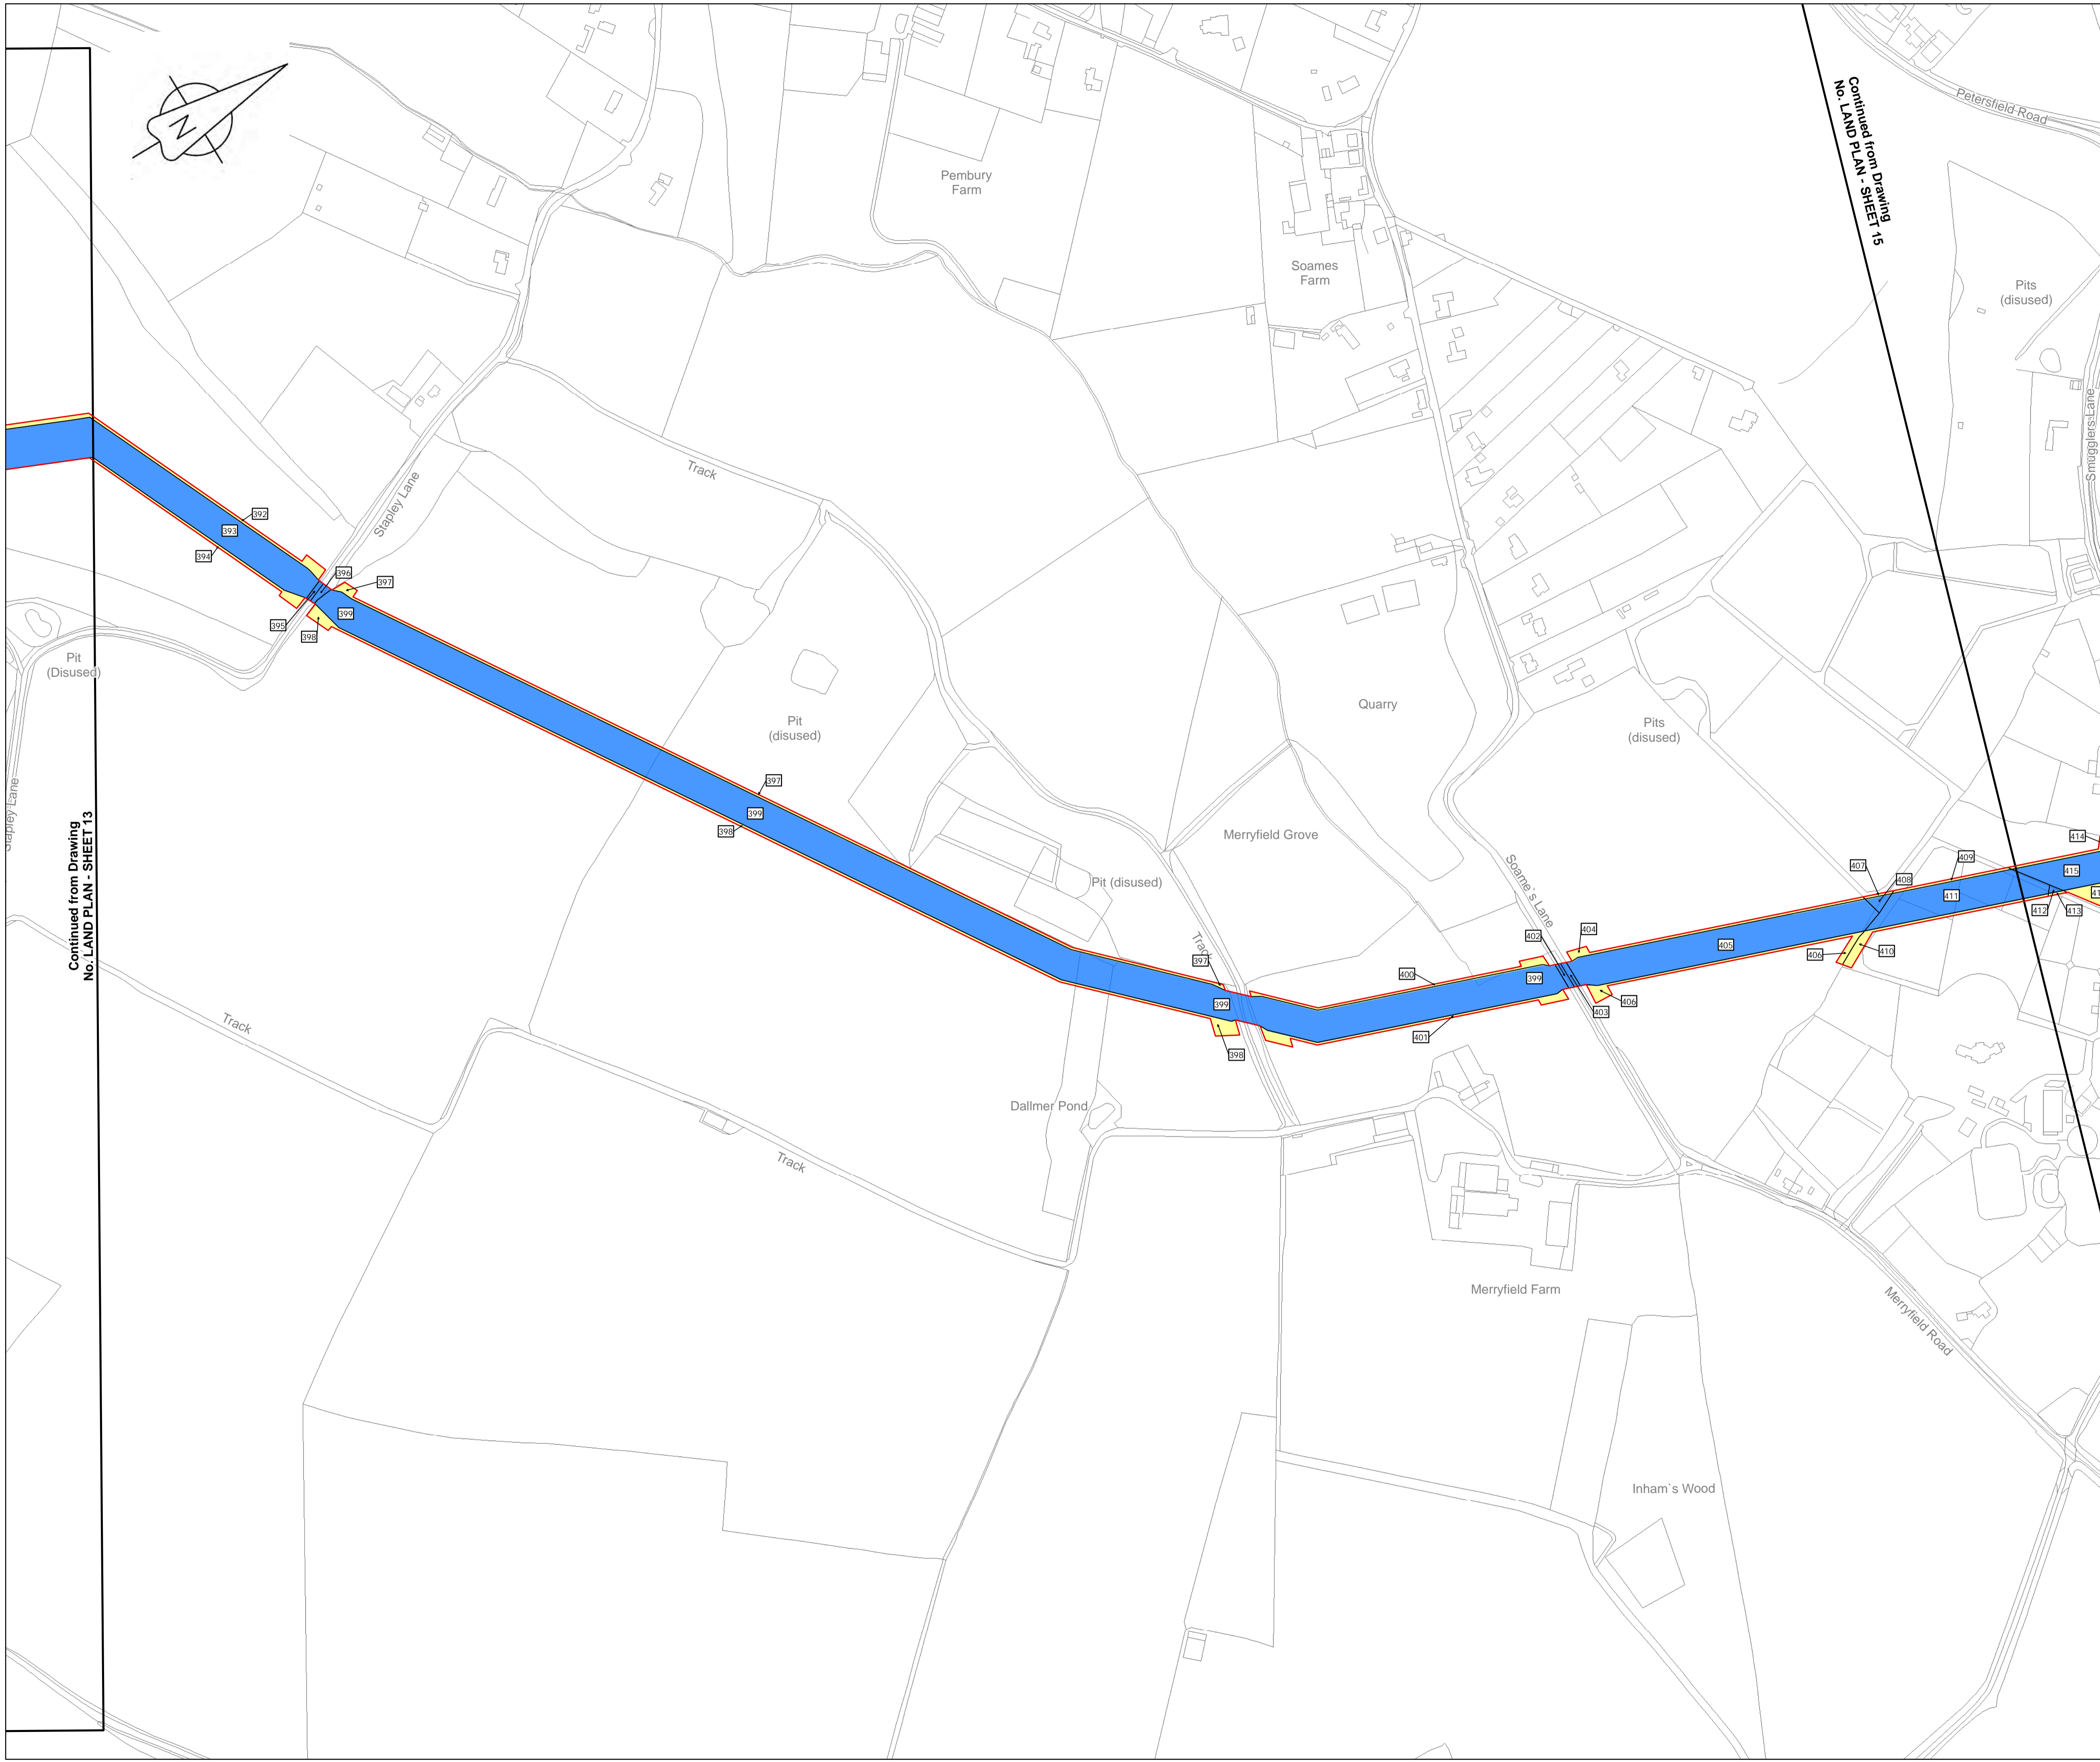 N
Continued from Drawing
No. LAND PLAN - SHEET 15
Petersfield Road
Pembury
Farm
Soames
Farm
Pits
(disused)
Smugglers Lane
Track
Stapley Lane
392
393
394
396
397
399
395
398
Pit
(Disused)
Quarry
Pit
(disused)
Pits
(disused)
397
399
398
Stapley Lane
Continued from Drawing
No. LAND PLAN - SHEET 13
Merryfield Grove
Pit (disused)
Soame`s Lane
414
407
409
408
415
411
412
413
41
402
404
405
406
410
Track
397
399
398
400
399
401
406
403
Track
Dallmer Pond
Track
Merryfield Farm
Merryfield Road
Inham`s Wood